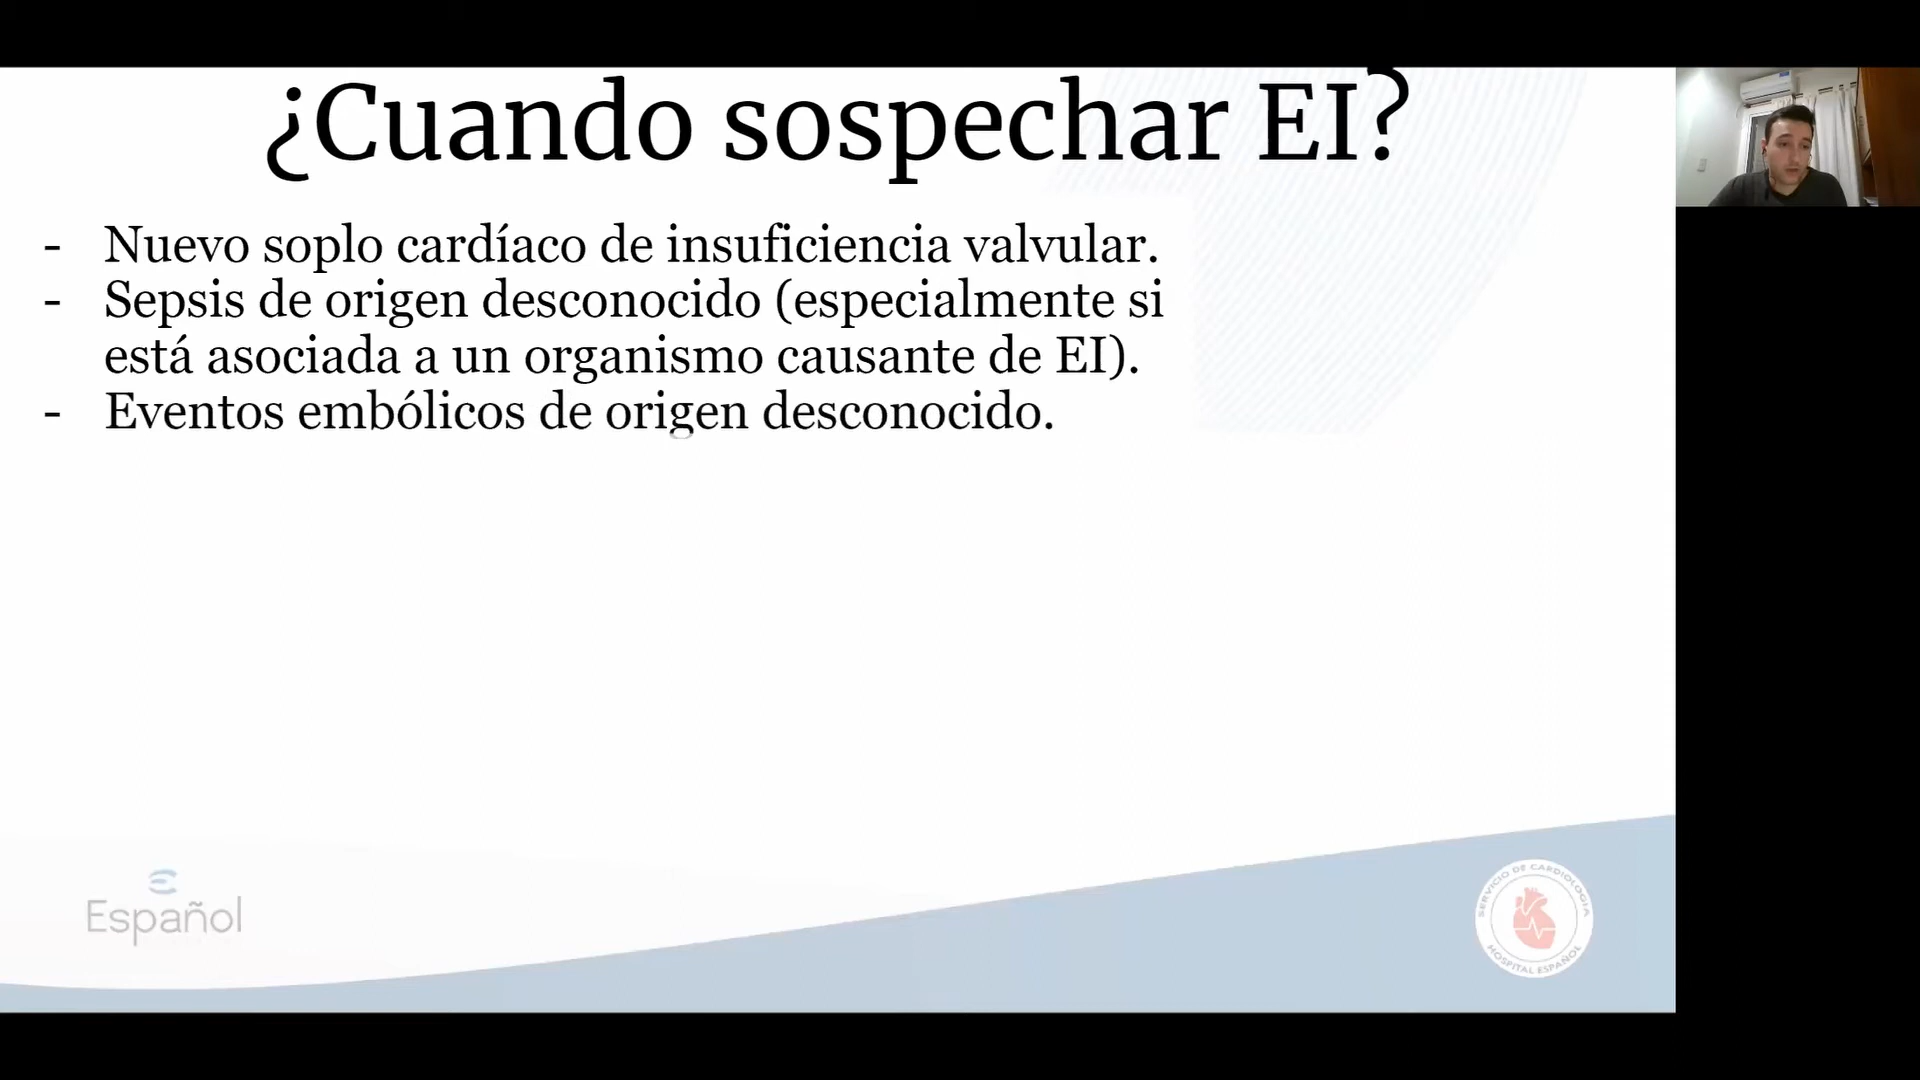 ¿Cuando sospechar EI?
- Nuevo soplo cardíaco de insuficiencia valvular.
- Sepsis de origen desconocido (especialmente si
está asociada a un organismo causante de EI).
- Eventos embólicos de origen desconocido.
Español
SERVICIO DE CARDIOLOGIA
HOSPITAL ESPAÑOL